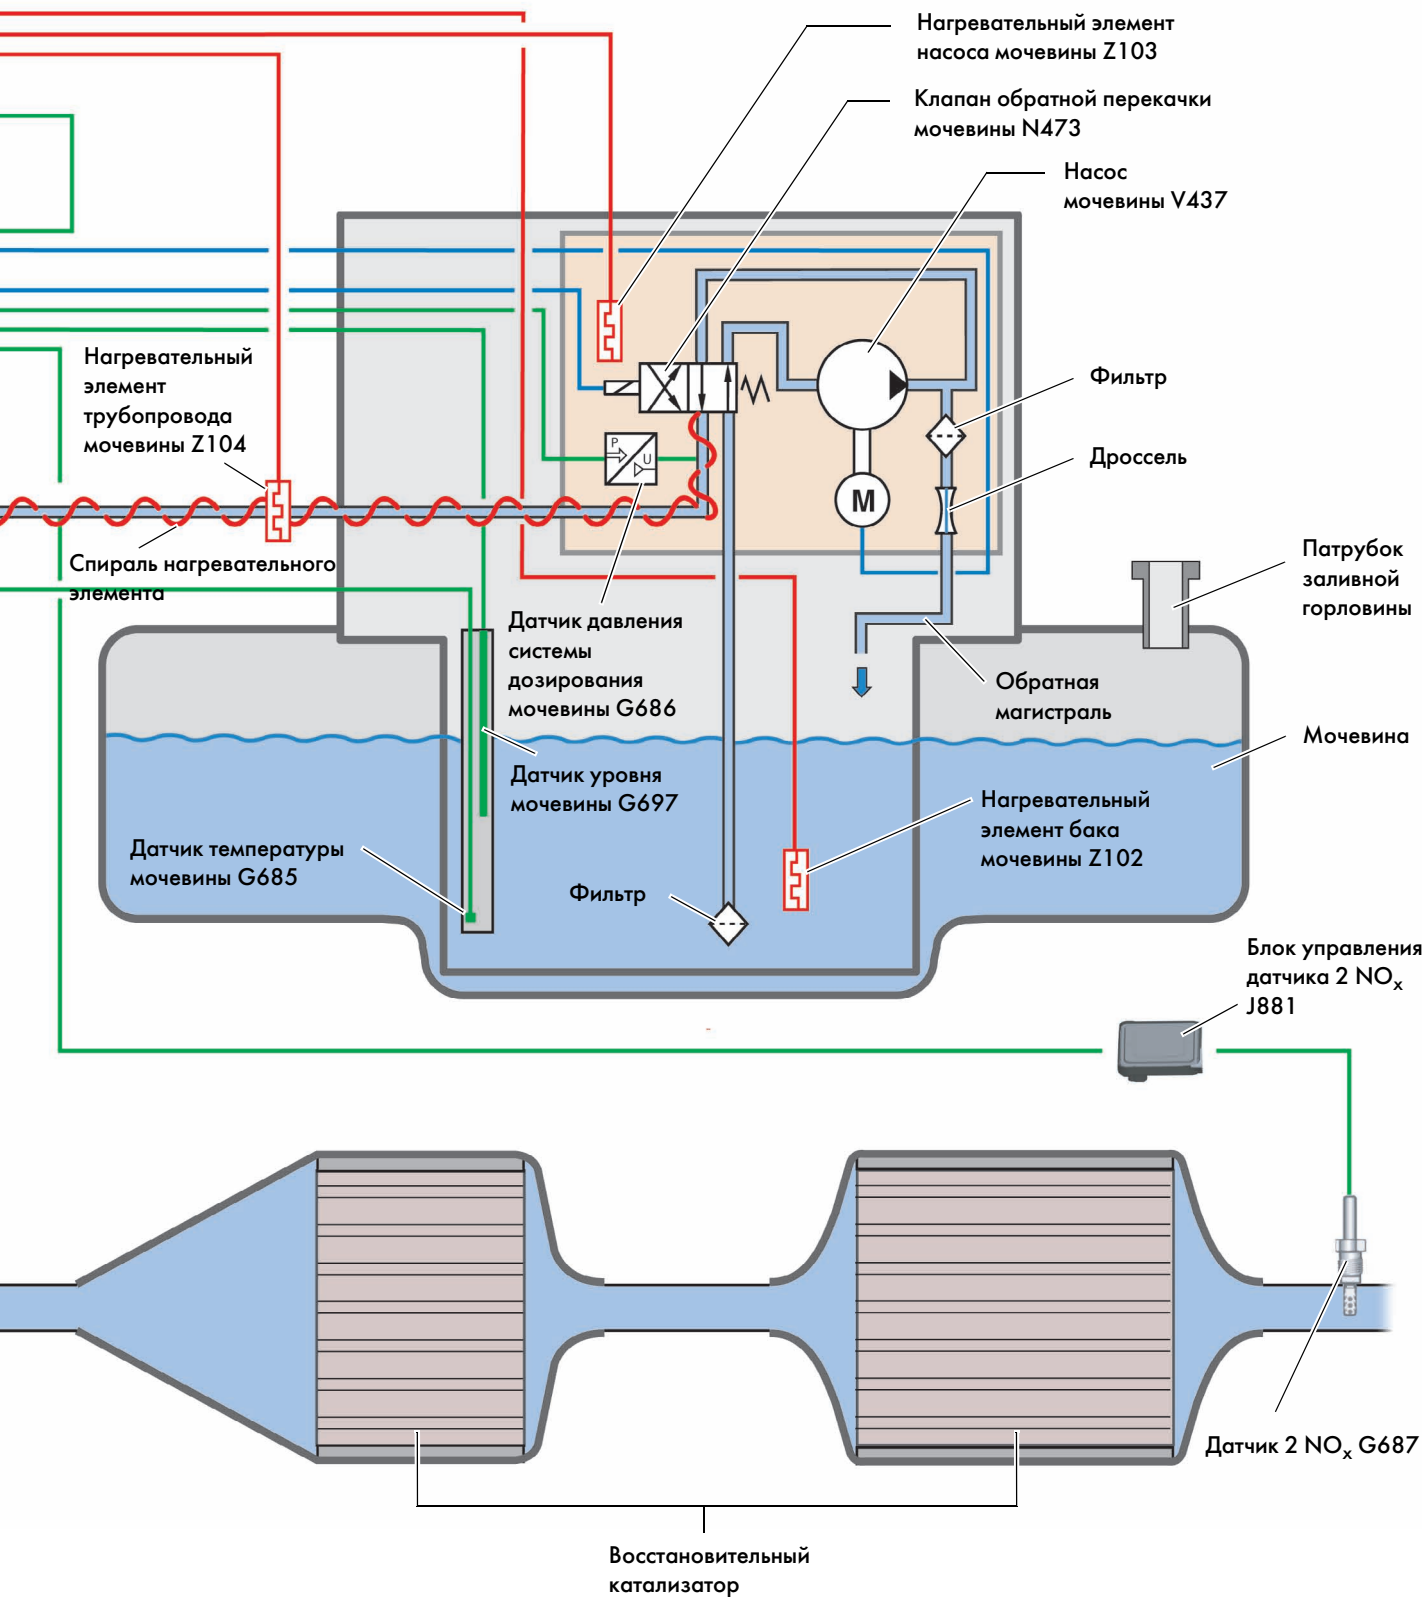 Нагревательный элемент
насоса мочевины Z103
Клапан обратной перекачки
мочевины N473
Насос
мочевины V437
Нагревательный
элемент
трубопровода
мочевины Z104
Фильтр
P
U
Дроссель
M
Спираль нагревательного
элемента
Патрубок
заливной
горловины
Датчик давления
системы
дозирования
мочевины G686
Обратная
магистраль
Мочевина
Датчик уровня
мочевины G697
Нагревательный
элемент бака
мочевины Z102
Датчик температуры
мочевины G685
Фильтр
Блок управления
датчика 2 NOx
J881
Датчик 2 NOx G687
Восстановительный
катализатор